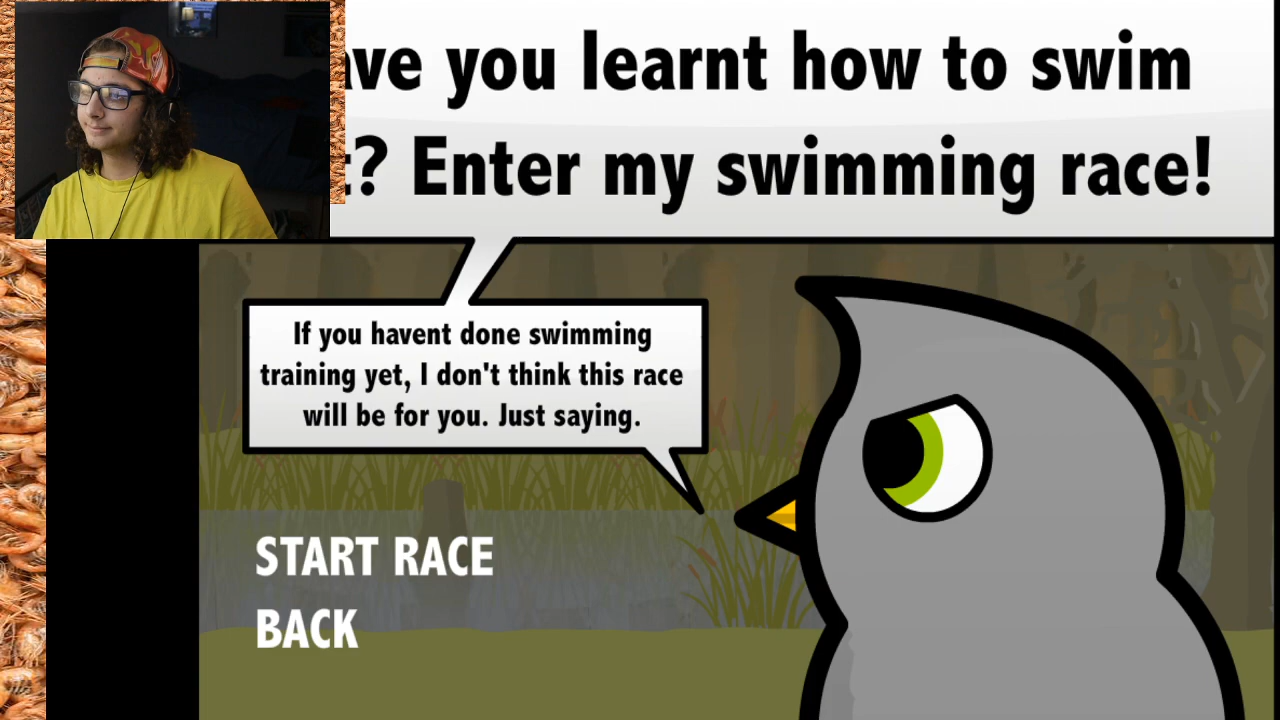 you learnt how to swim
? Enter my swimming race!
If you havent done swimming
training yet, I don't think this race
will be for you. Just saying.
START RACE
BACK